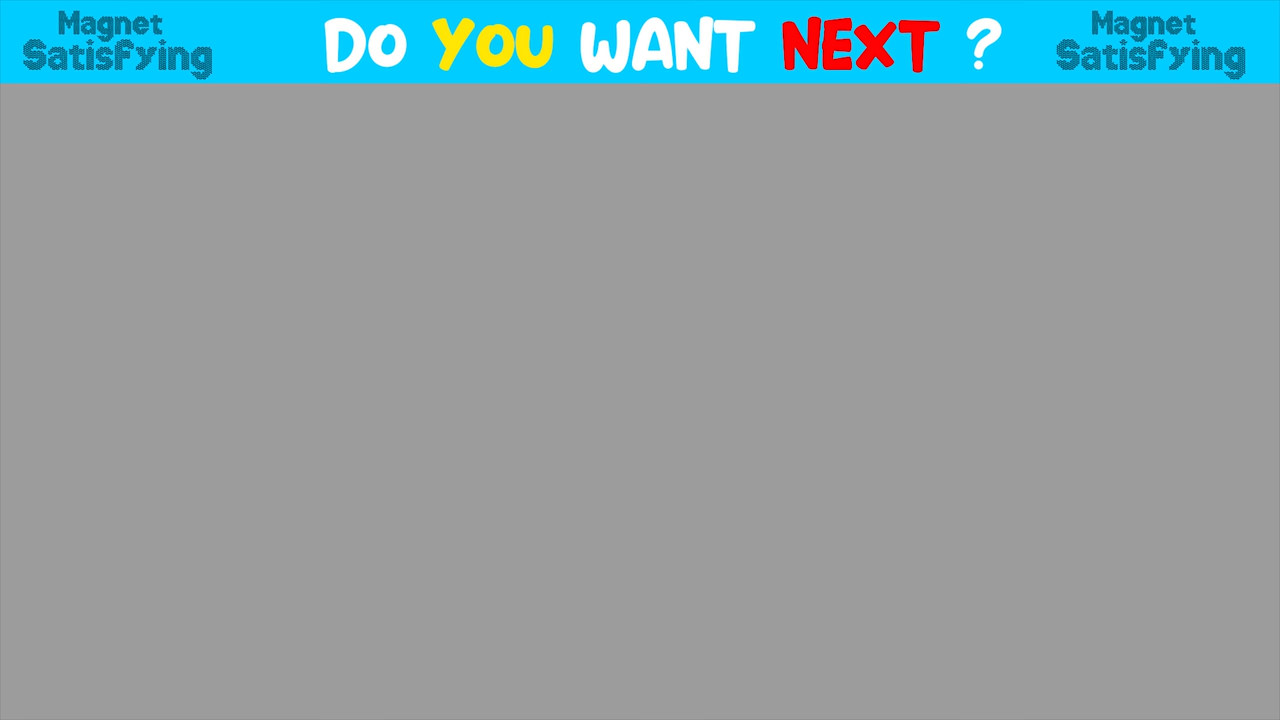 Magnet
Satisfying
DO YOU WANT NEXT ?
Magnet
Satisfying